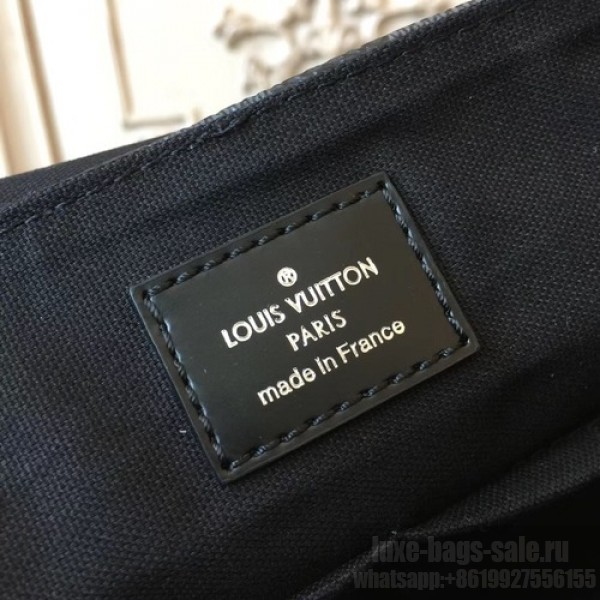 ®
LOUIS VUITTON
PARIS
made in France
luxe-bags-sale.ru
whatsapp:+8619927556155